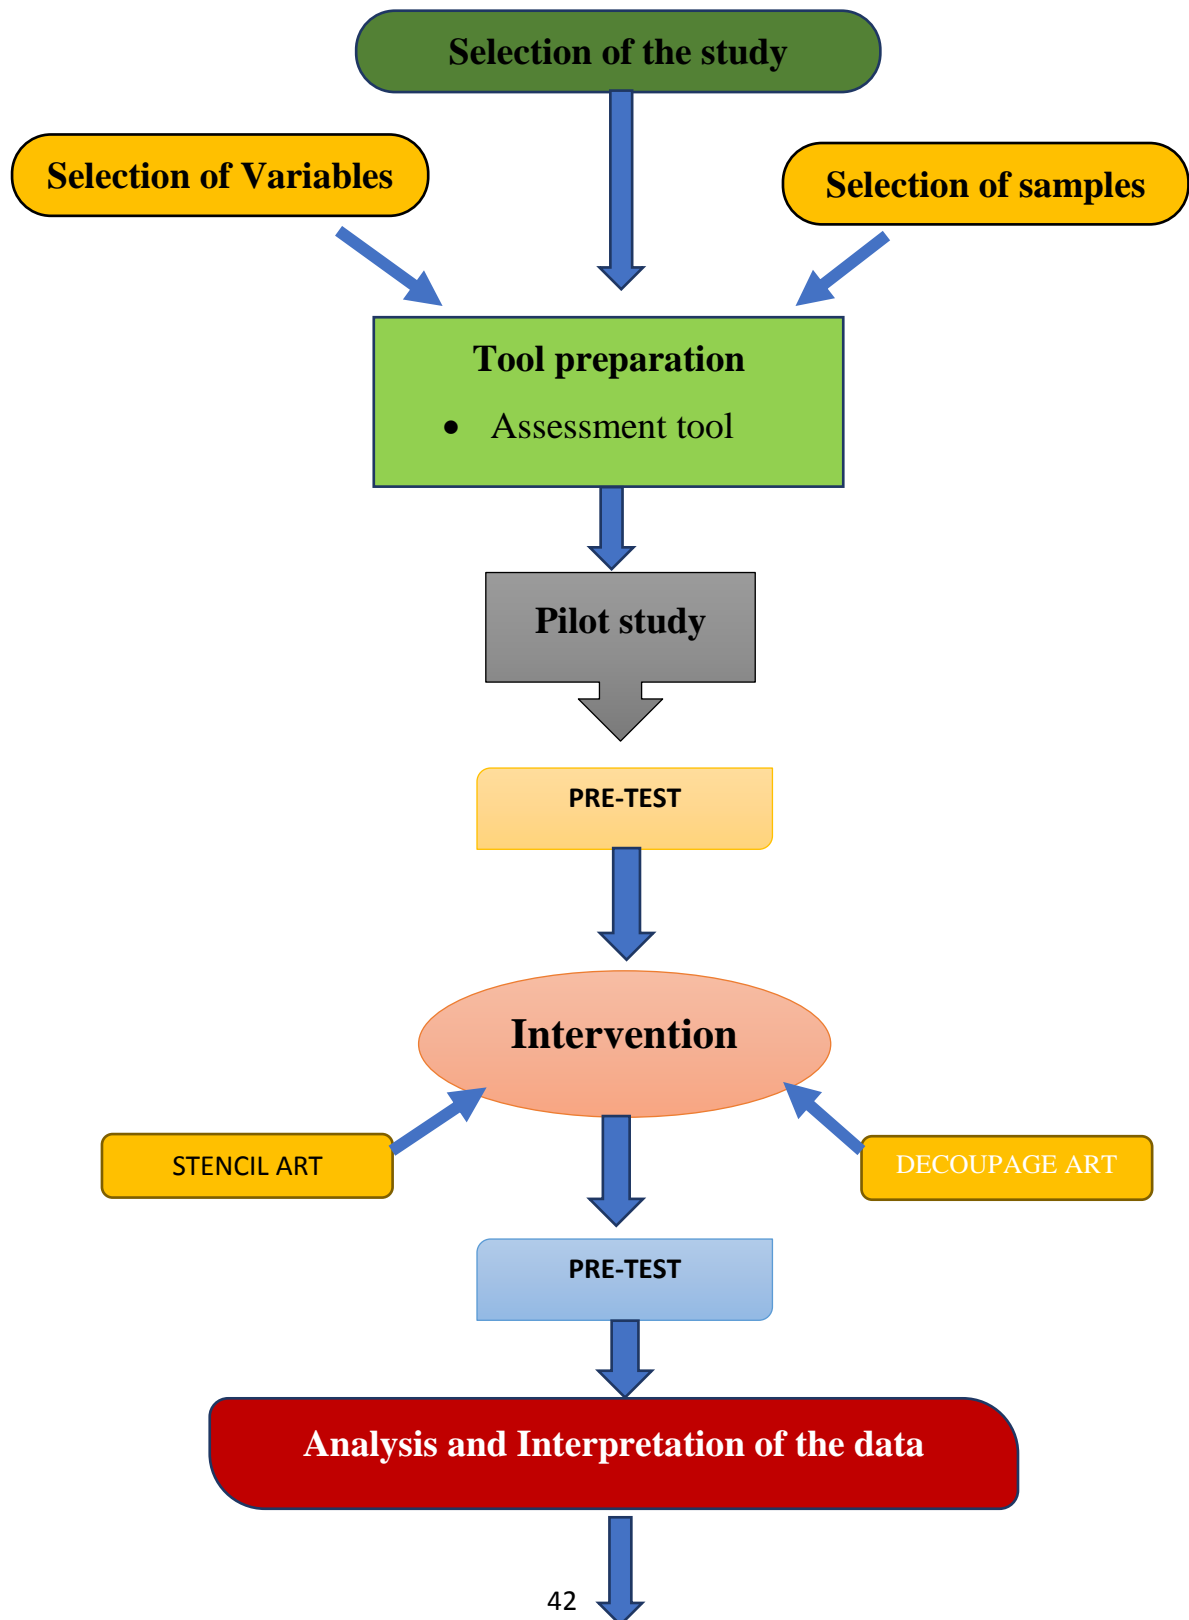 Selection of the study
Selection of Variables
Selection of samples
Tool preparation
• Assessment tool
Pilot study
PRE-TEST
Intervention
STENCIL ART
DECOUPAGE ART
PRE-TEST
Analysis and Interpretation of the data
42